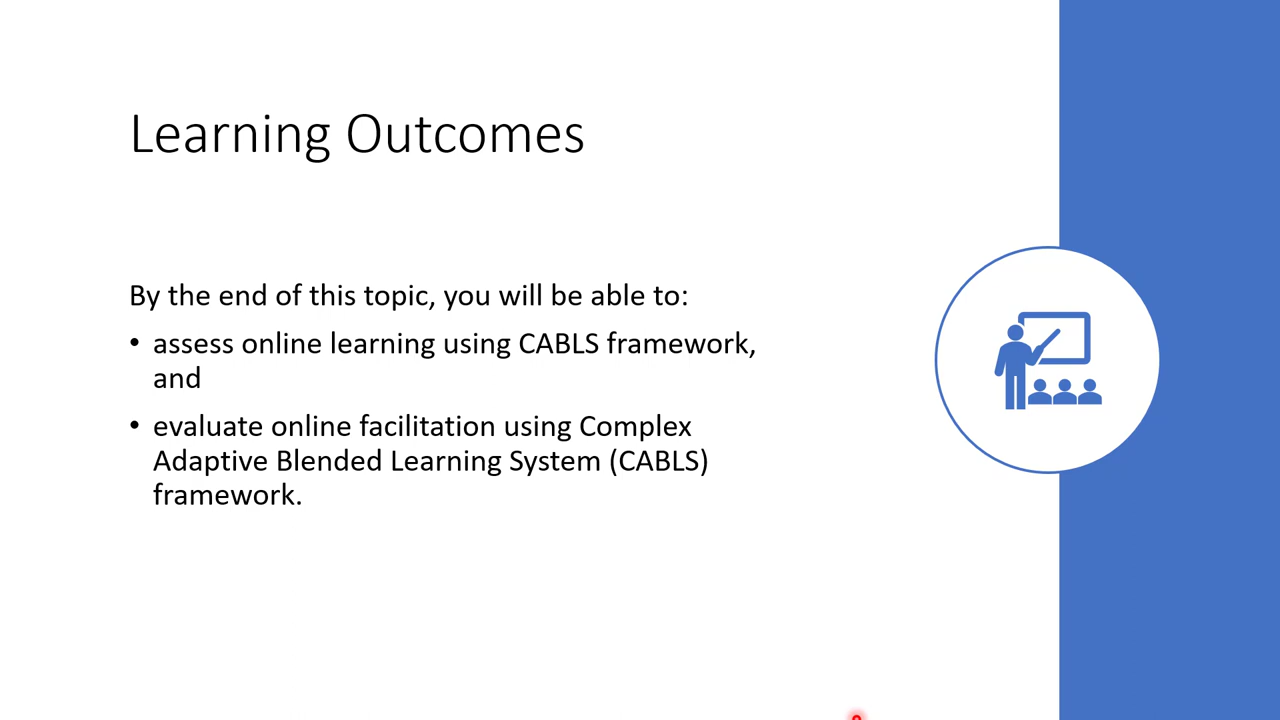 Learning Outcomes
By the end of this topic, you will be able to:
• assess online learning using CABLS framework,
and
• evaluate online facilitation using Complex
Adaptive Blended Learning System (CABLS)
framework.